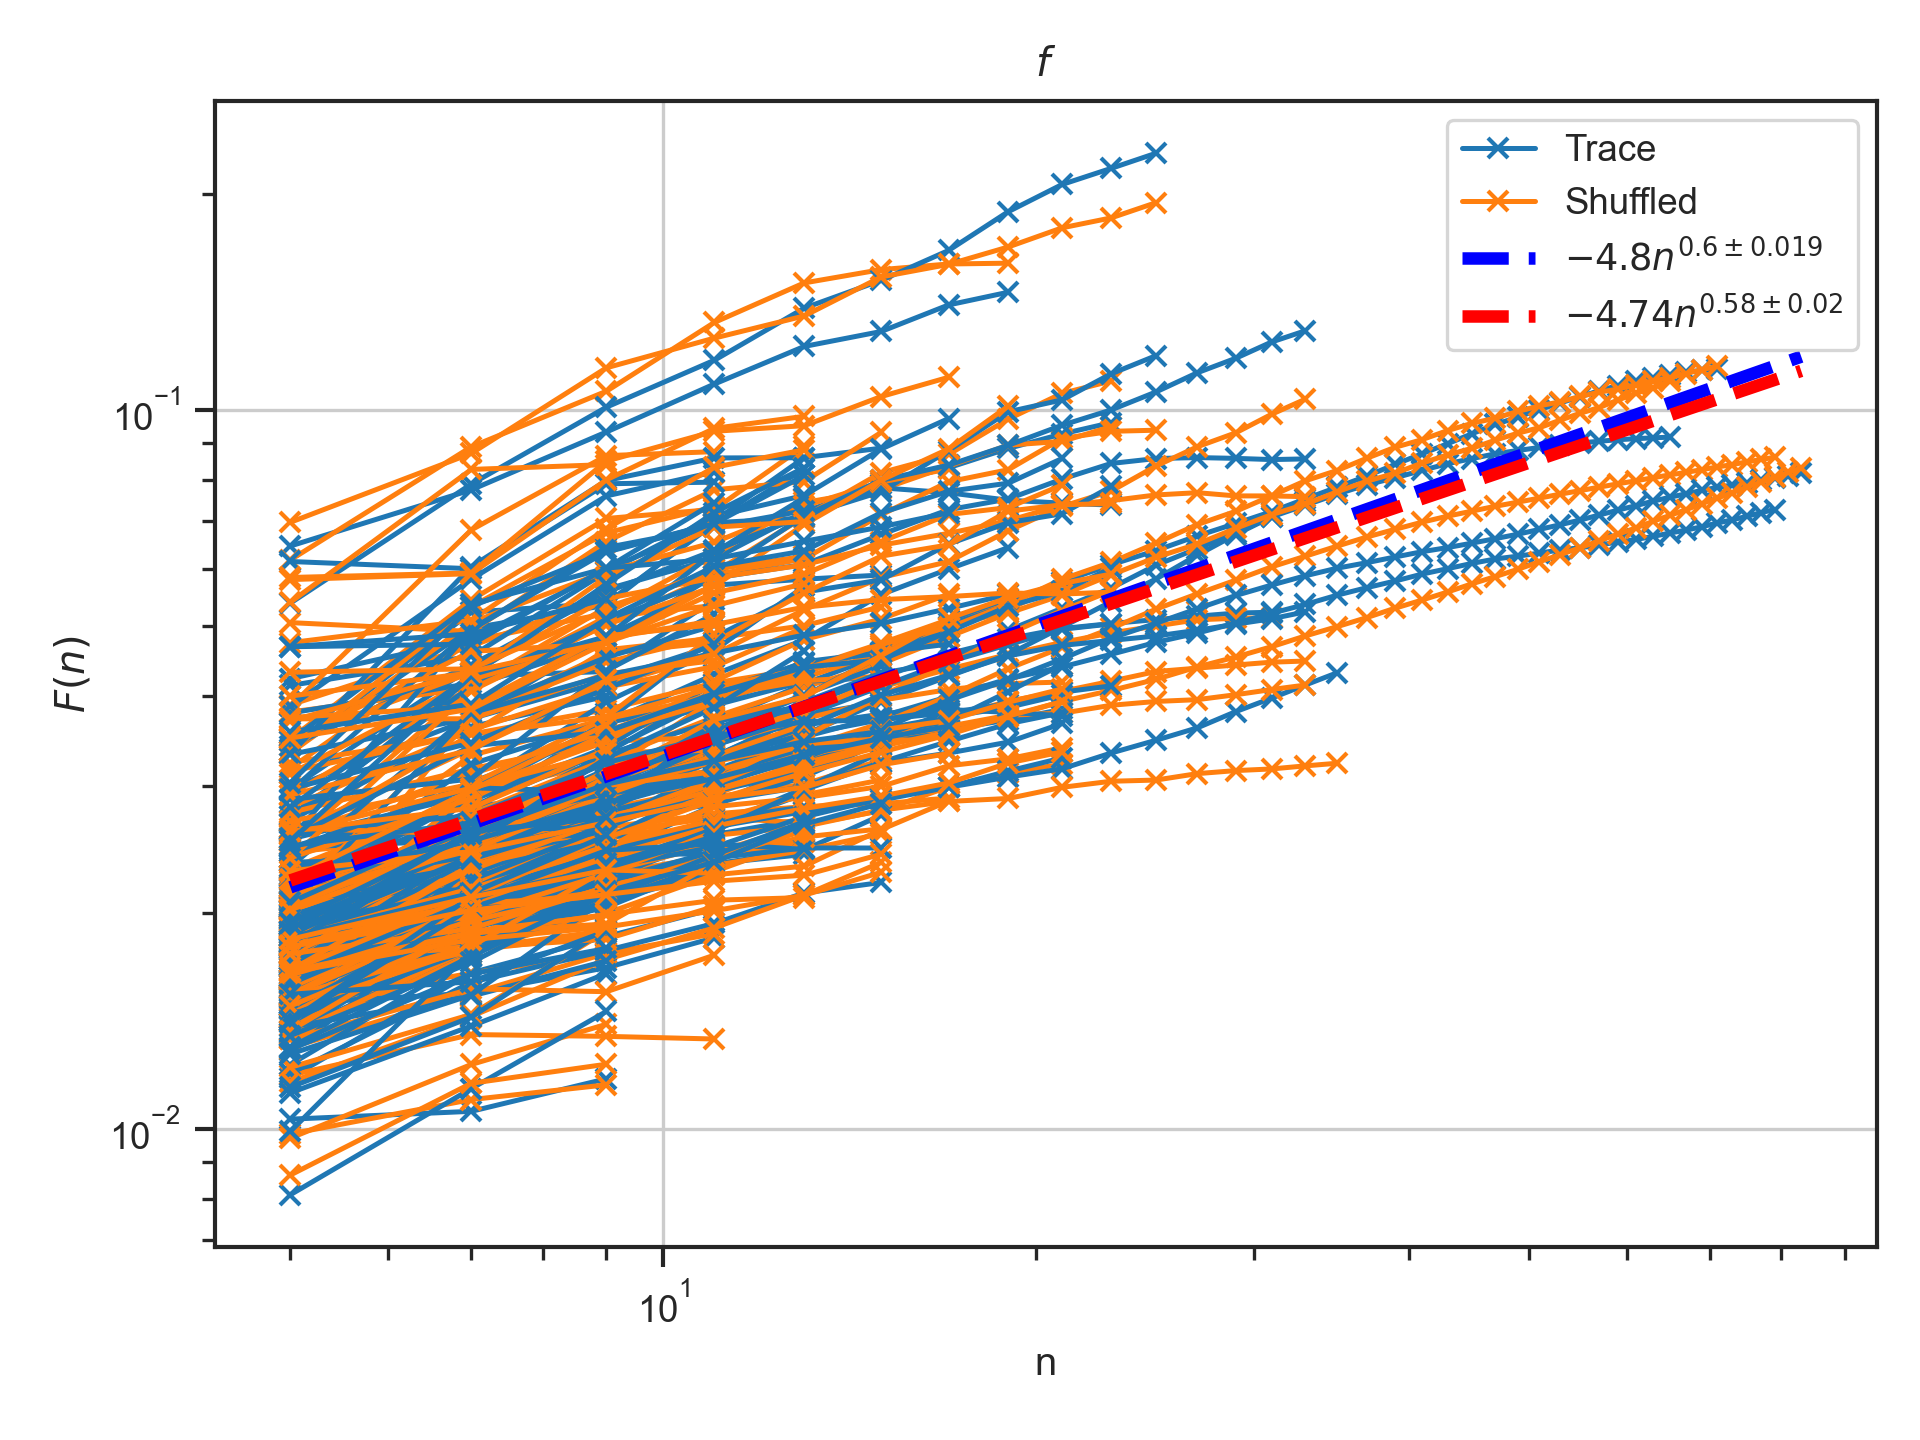 f
Trace
Shuffled
−4.8n^{0.6±0.019}
−4.74n^{0.58±0.02}
10^{−1}
F(n)
10^{−2}
10^{1}
n